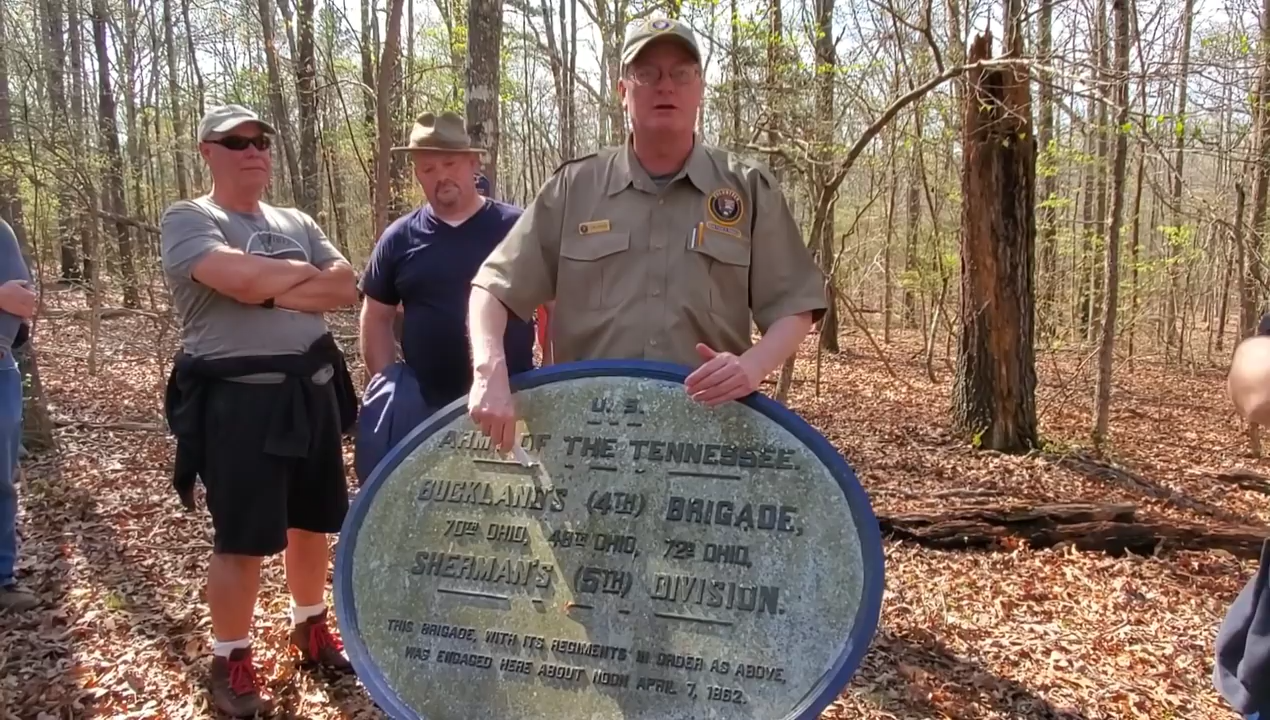 VOLUNTEER
U. S.
ARMY OF THE TENNESSEE,
BUCKLAND'S (4TH) BRIGADE,
70TH OHIO, 48TH OHIO, 72D OHIO,
SHERMAN'S (5TH) DIVISION.
THIS BRIGADE, WITH ITS REGIMENTS IN ORDER AS ABOVE,
WAS ENGAGED HERE ABOUT NOON APRIL 7, 1862.